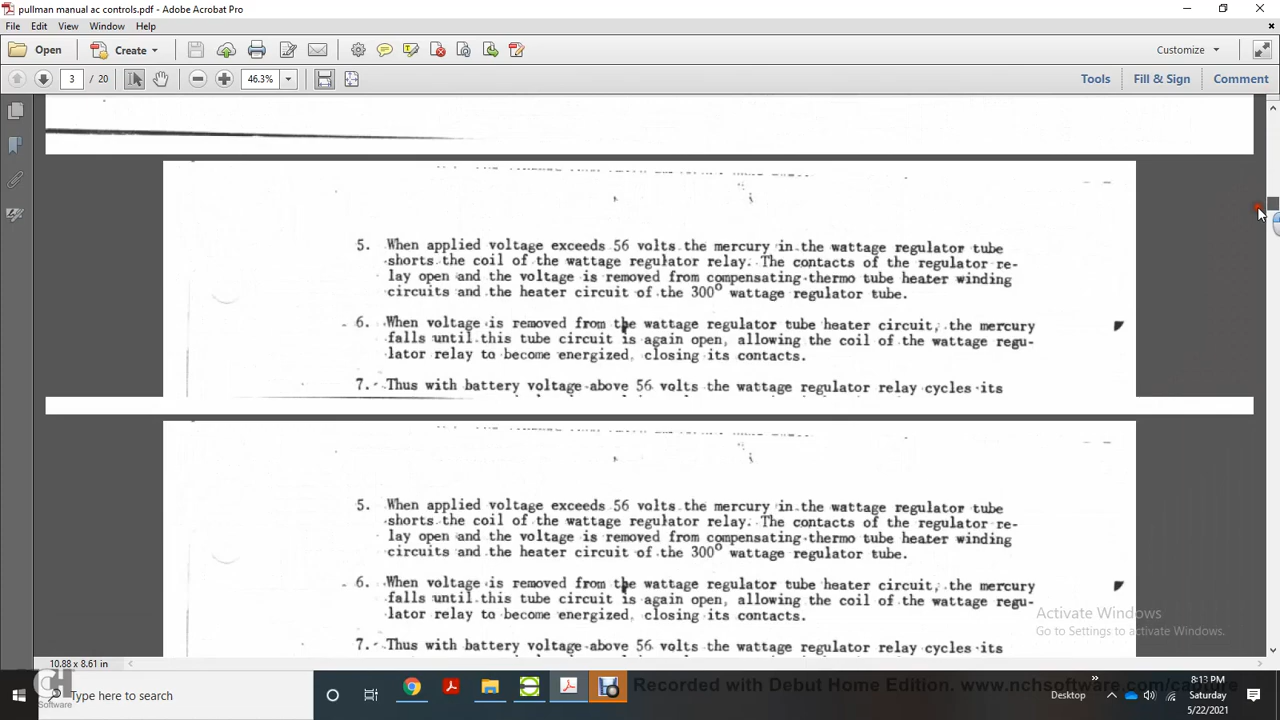 pullman manual ac controls.pdf - Adobe Acrobat Pro
File Edit View Window Help
Open Create Customize
3 / 20 46.3% Tools Fill & Sign Comment
5. When applied voltage exceeds 56 volts the mercury in the wattage regulator tube
shorts the coil of the wattage regulator relay. The contacts of the regulator re-
lay open and the voltage is removed from compensating thermo tube heater winding
circuits and the heater circuit of the 300° wattage regulator tube.
6. When voltage is removed from the wattage regulator tube heater circuit, the mercury
falls until this tube circuit is again open, allowing the coil of the wattage regu-
lator relay to become energized, closing its contacts.
7. Thus with battery voltage above 56 volts the wattage regulator relay cycles its
5. When applied voltage exceeds 56 volts the mercury in the wattage regulator tube
shorts the coil of the wattage regulator relay. The contacts of the regulator re-
lay open and the voltage is removed from compensating thermo tube heater winding
circuits and the heater circuit of the 300° wattage regulator tube.
6. When voltage is removed from the wattage regulator tube heater circuit, the mercury
falls until this tube circuit is again open, allowing the coil of the wattage regu-
lator relay to become energized, closing its contacts.
7. Thus with battery voltage above 56 volts the wattage regulator relay cycles its
Activate Windows
Go to Settings to activate Windows.
10.88 x 8.61 in
NCH
Software
Type here to search
Recorded with Debut Home Edition. www.nchsoftware.com/capture
Desktop
8:13 PM
Saturday
5/22/2021